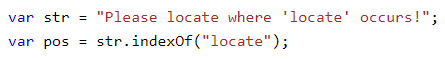 var str = "Please locate where 'locate' occurs!";
var pos = str.indexOf("locate");